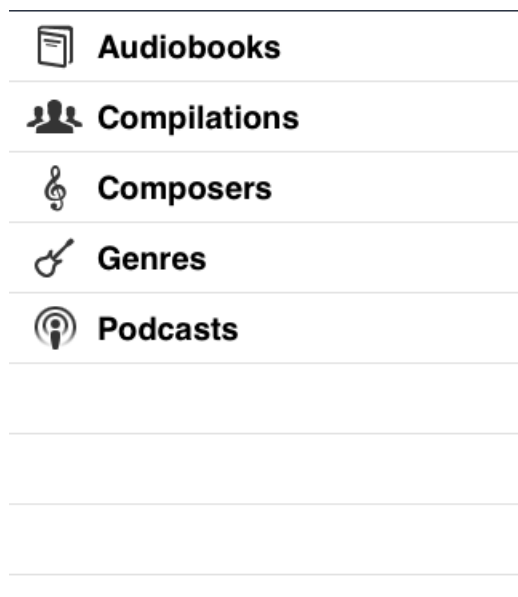 Audiobooks
Compilations
Composers
Genres
Podcasts